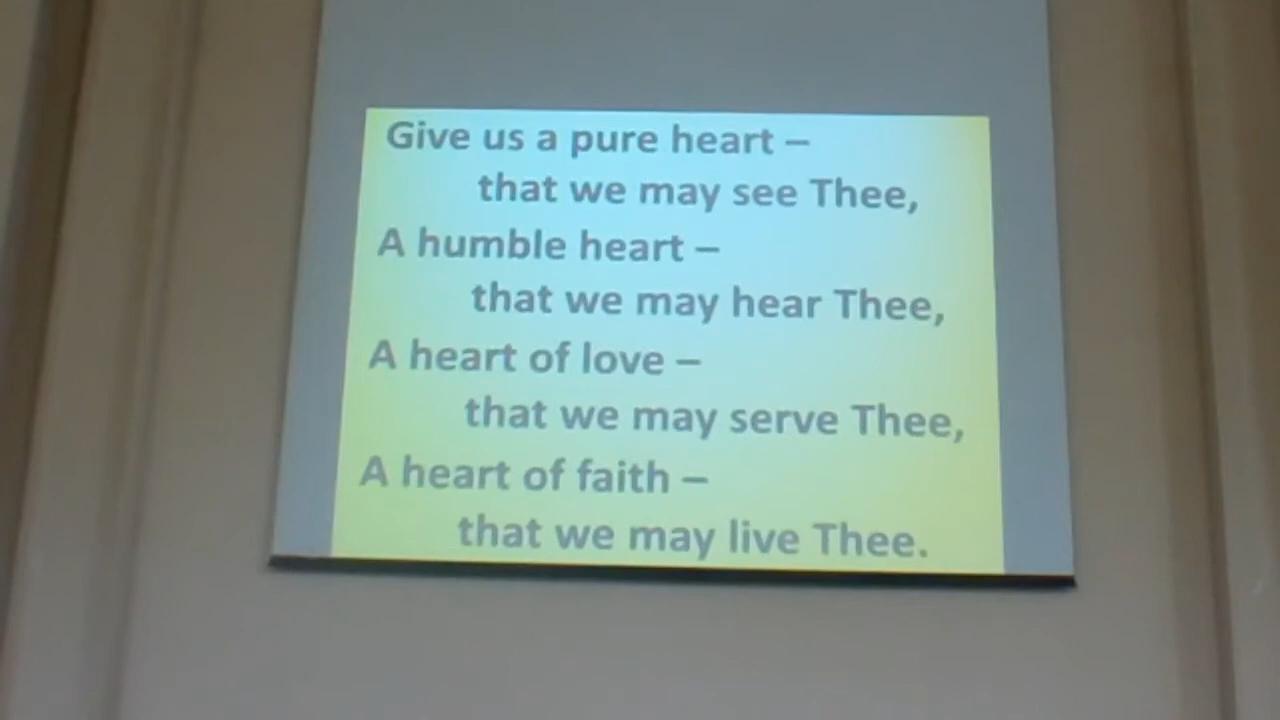 Give us a pure heart –
that we may see Thee,
A humble heart –
that we may hear Thee,
A heart of love –
that we may serve Thee,
A heart of faith –
that we may live Thee.